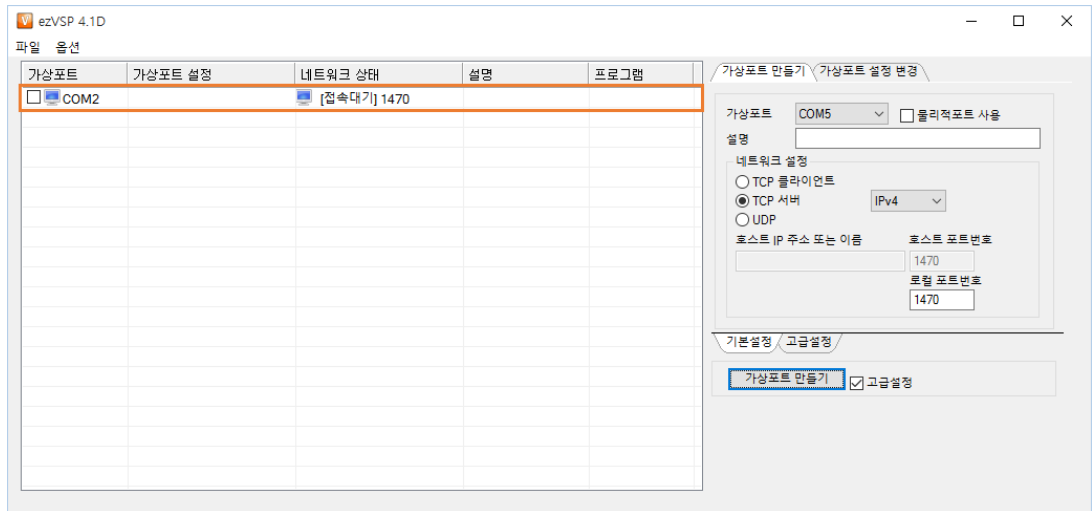 ezVSP 4.1D
파일 옵션
가상포트 가상포트 설정 네트워크 상태 설명 프로그램
COM2 [접속대기] 1470
가상포트 만들기 가상포트 설정 변경
가상포트 COM5 물리적포트 사용
설명
네트워크 설정
TCP 클라이언트
TCP 서버 IPv4
UDP
호스트 IP 주소 또는 이름 호스트 포트번호
1470
로컬 포트번호
1470
기본설정 고급설정
가상포트 만들기 고급설정